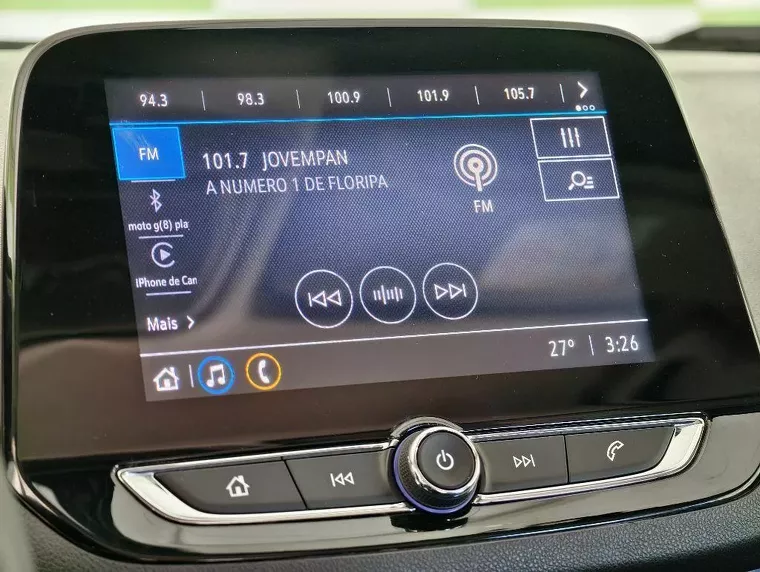 94.3 98.3 100.9 101.9 105.7
FM
101.7 JOVEMPAN
A NUMERO 1 DE FLORIPA
FM
moto g(8) pla
IPhone de Car
Mais
27° 3:26